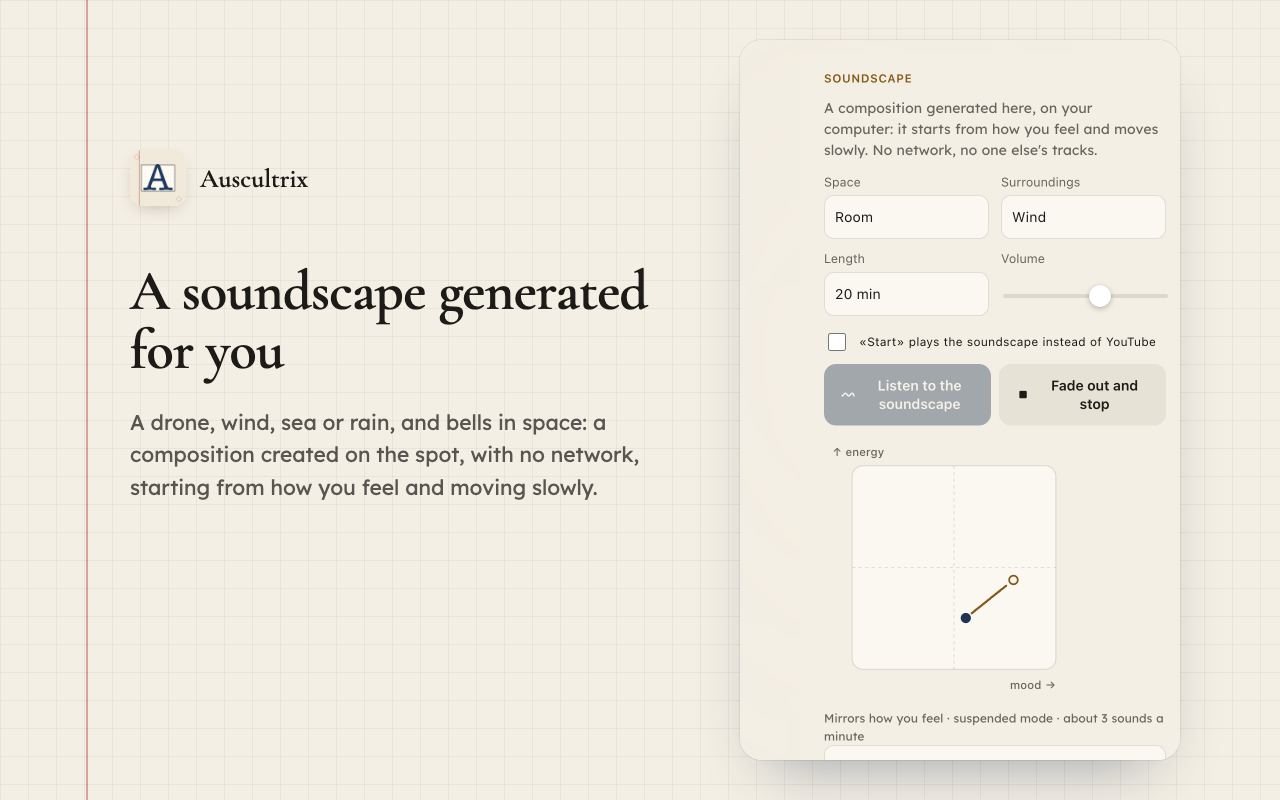 A
Auscultrix
A soundscape generated
for you
A drone, wind, sea or rain, and bells in space: a
composition created on the spot, with no network,
starting from how you feel and moving slowly.
SOUNDSCAPE
A composition generated here, on your
computer: it starts from how you feel and moves
slowly. No network, no one else's tracks.
Space
Surroundings
Room
Wind
Length
Volume
20 min
«Start» plays the soundscape instead of YouTube
Listen to the
soundscape
Fade out and
stop
↑ energy
mood →
Mirrors how you feel · suspended mode · about 3 sounds a
minute